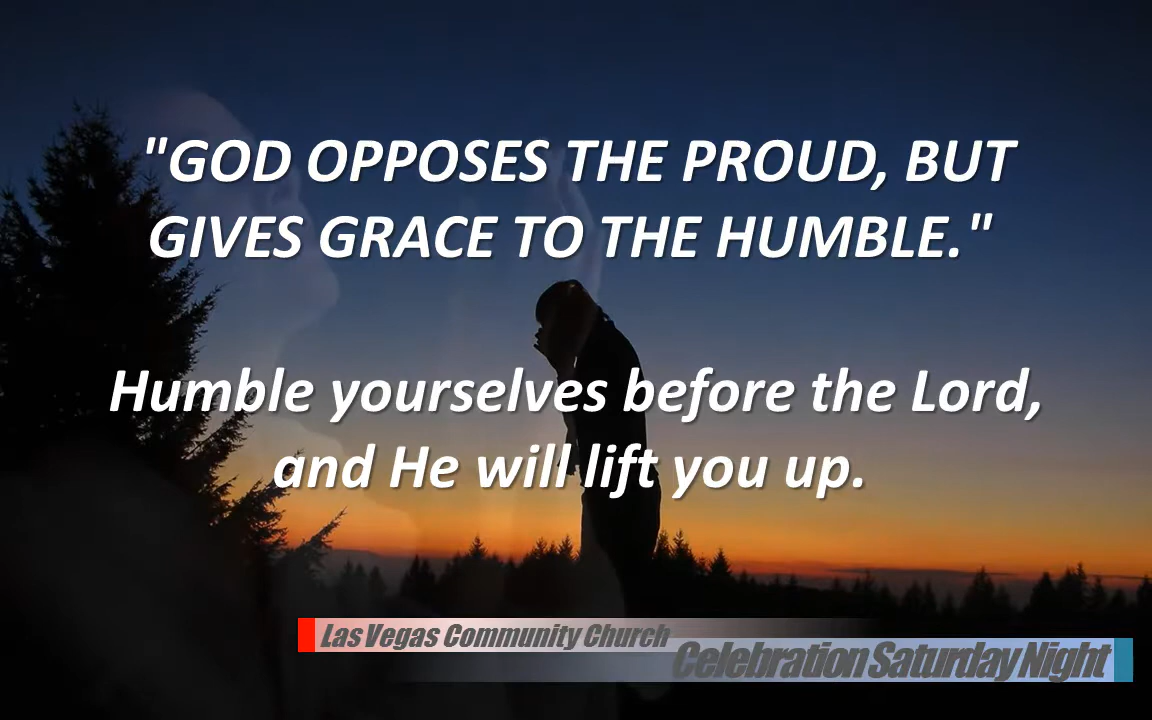 "GOD OPPOSES THE PROUD, BUT
GIVES GRACE TO THE HUMBLE."
Humble yourselves before the Lord,
and He will lift you up.
Las Vegas Community Church
Celebration Saturday Night